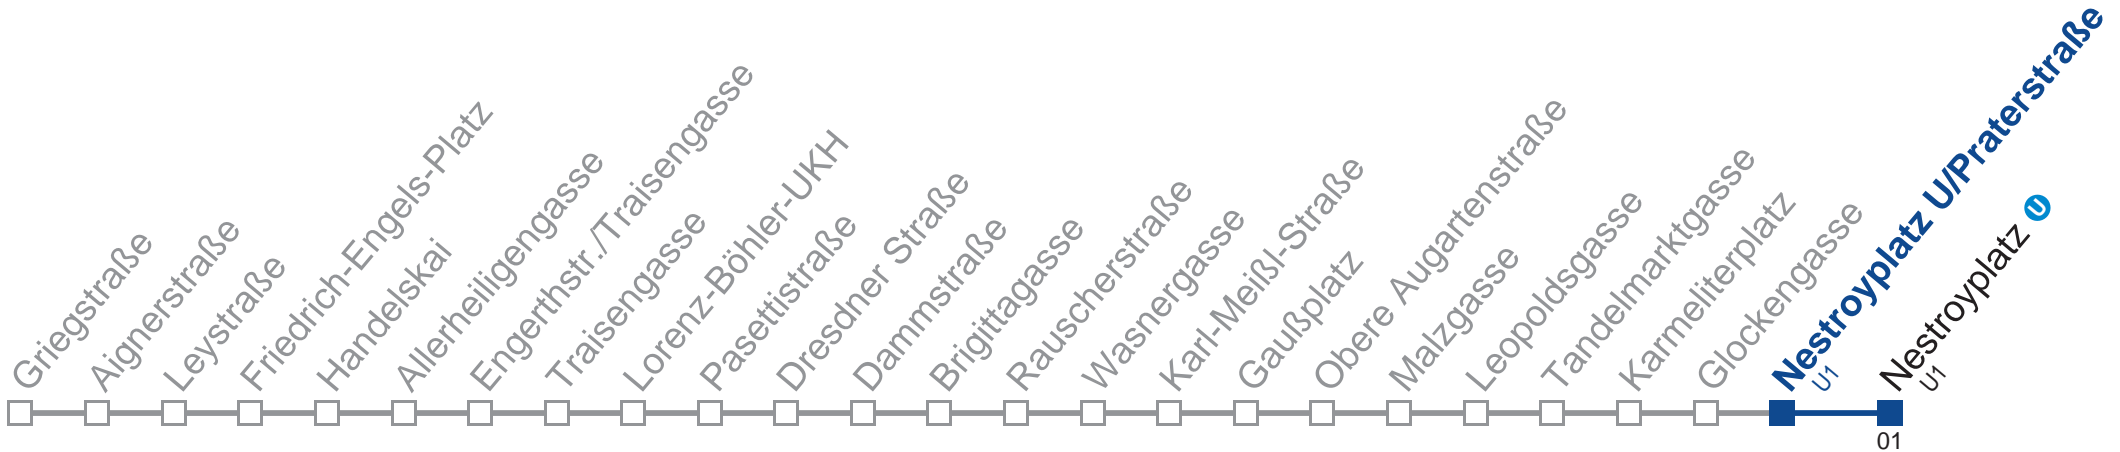 Griegstraße
Aignerstraße
Leystraße
Friedrich-Engels-Platz
Handelskai
Allerheiligengasse
Engerthstr./Traisengasse
Traisengasse
Lorenz-Böhler-UKH
Pasettistraße
Dresdner Straße
Dammstraße
Brigittagasse
Rauscherstraße
Wasnergasse
Karl-Meißl-Straße
Gaußplatz
Obere Augartenstraße
Malzgasse
Leopoldsgasse
Tandelmarktgasse
Karmeliterplatz
Glockengasse
Nestroyplatz U/Praterstraße
U1
Nestroyplatz U
U1
01